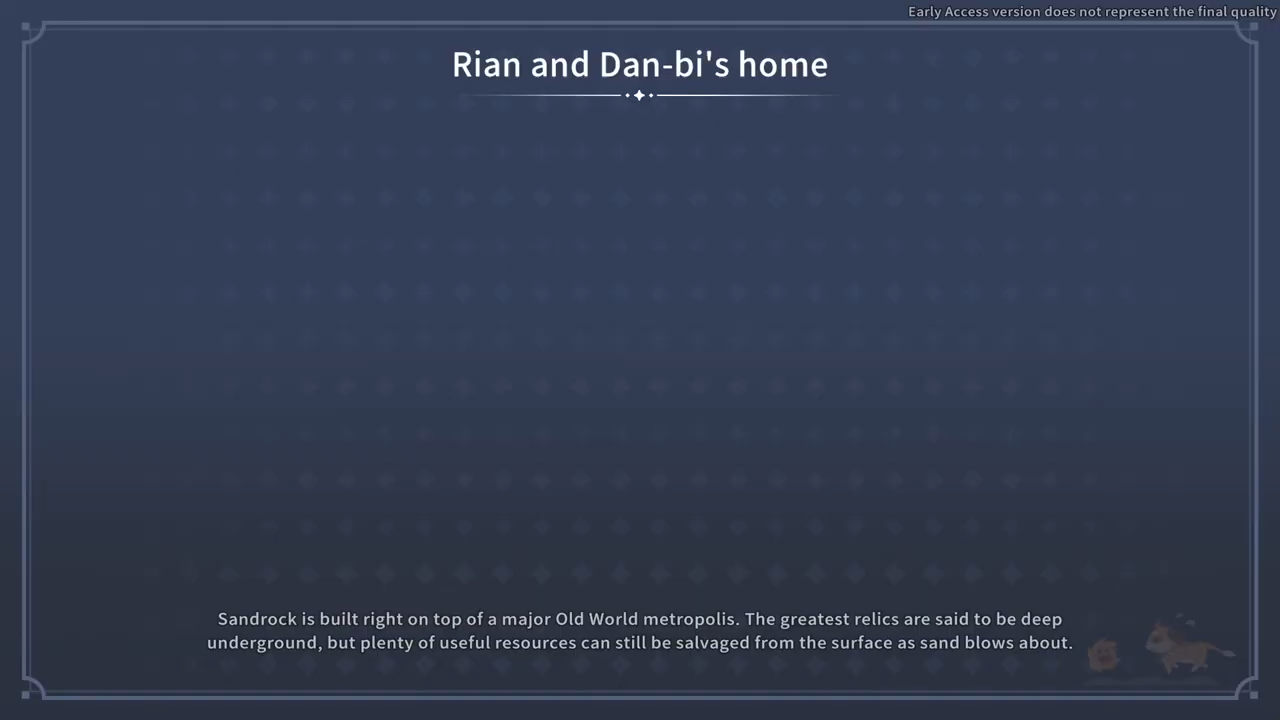 Early Access version does not represent the final quality
Rian and Dan-bi's home
Sandrock is built right on top of a major Old World metropolis. The greatest relics are said to be deep
underground, but plenty of useful resources can still be salvaged from the surface as sand blows about.